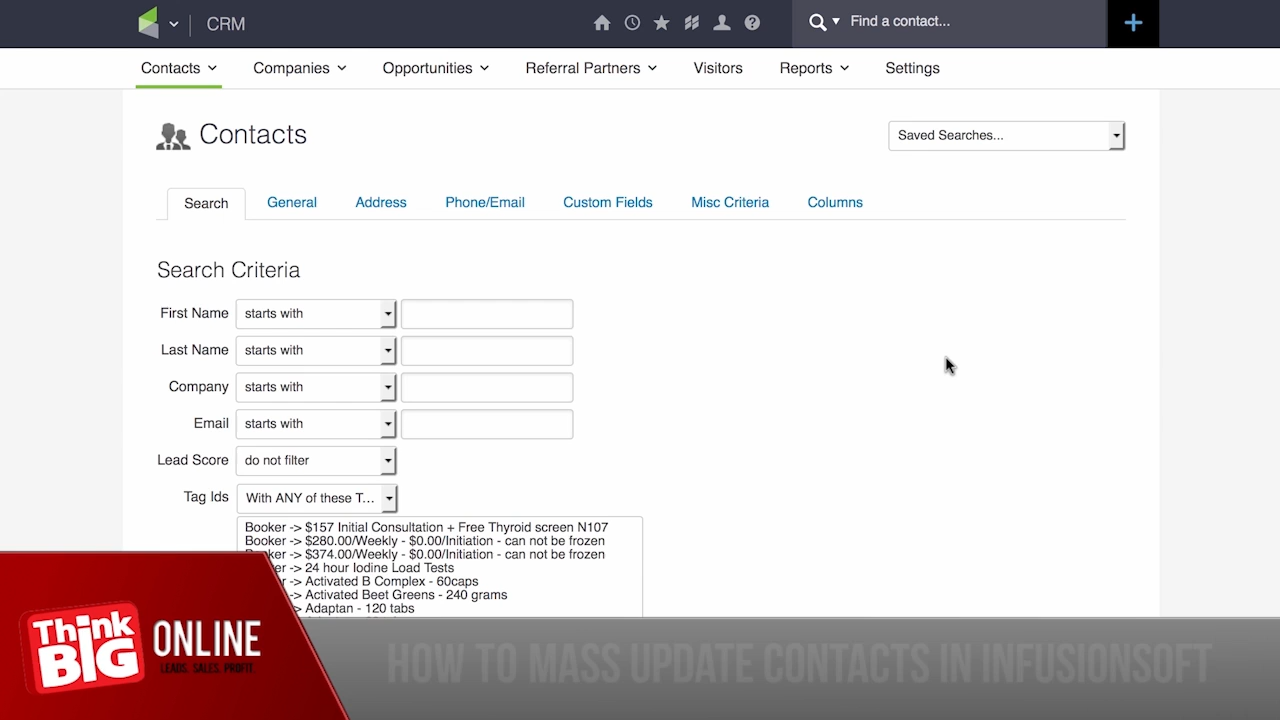 CRM
Find a contact...
Contacts Companies Opportunities Referral Partners Visitors Reports Settings
Contacts
Saved Searches...
Search General Address Phone/Email Custom Fields Misc Criteria Columns
Search Criteria
First Name starts with
Last Name starts with
Company starts with
Email starts with
Lead Score do not filter
Tag Ids With ANY of these T...
Booker -> $157 Initial Consultation + Free Thyroid screen N107
Booker -> $280.00/Weekly - $0.00/Initiation - can not be frozen
Booker -> $374.00/Weekly - $0.00/Initiation - can not be frozen
-> 24 hour Iodine Load Tests
-> Activated B Complex - 60caps
-> Activated Beet Greens - 240 grams
> Adaptan - 120 tabs
Think BIG ONLINE
LEADS. SALES. PROFIT.
HOW TO MASS UPDATE CONTACTS IN INFUSIONSOFT